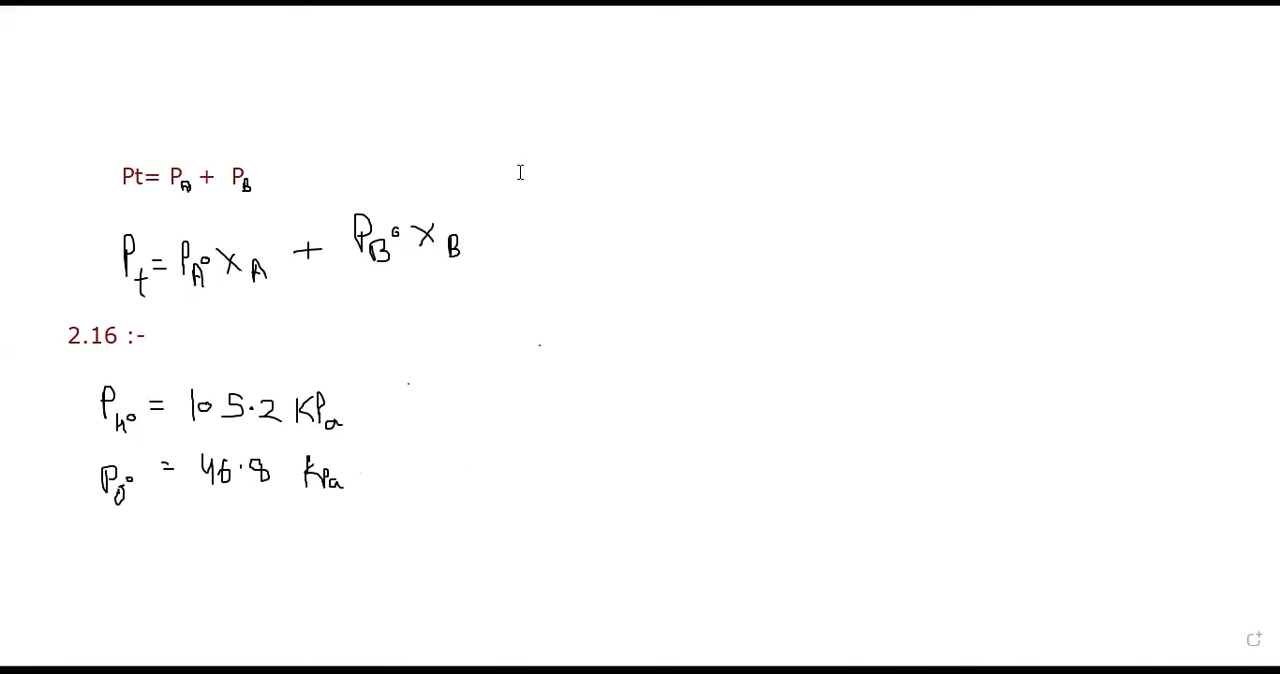 Pt= PA + PB
Pt = PA° XA + PB° XB
2.16 :-
PH° = 105.2 KPa
PO° = 46.8 KPa